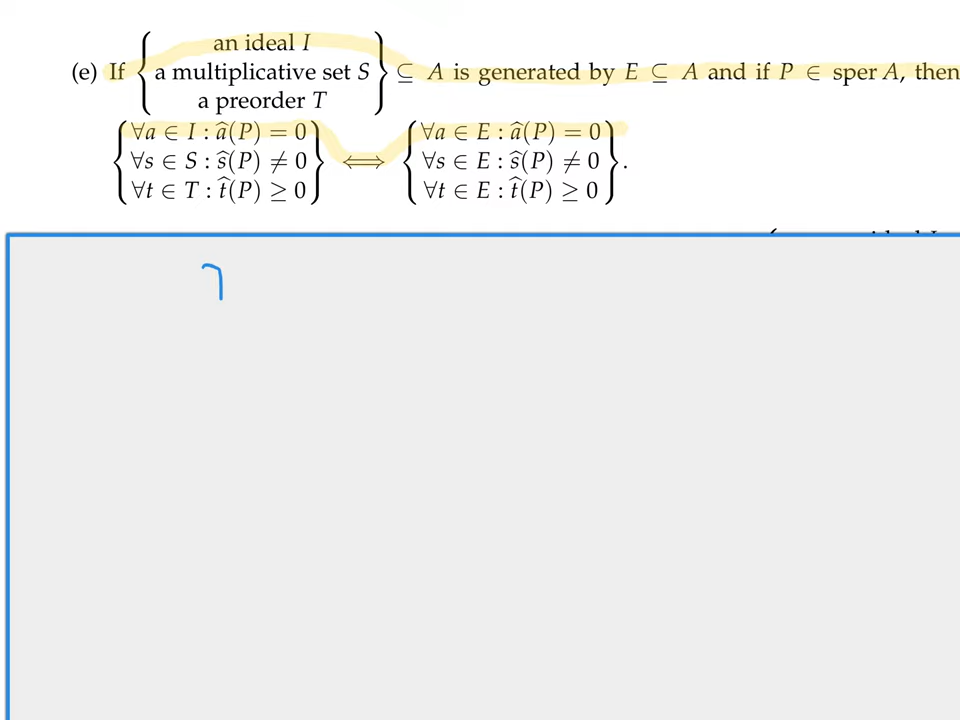 (e) If { an ideal I
a multiplicative set S
a preorder T } ⊆ A is generated by E ⊆ A and if P ∈ sper A, then
{ ∀a ∈ I : â(P) = 0
∀s ∈ S : ŝ(P) ≠ 0
∀t ∈ T : t̂(P) ≥ 0 } ⟺ { ∀a ∈ E : â(P) = 0
∀s ∈ E : ŝ(P) ≠ 0
∀t ∈ E : t̂(P) ≥ 0 } .